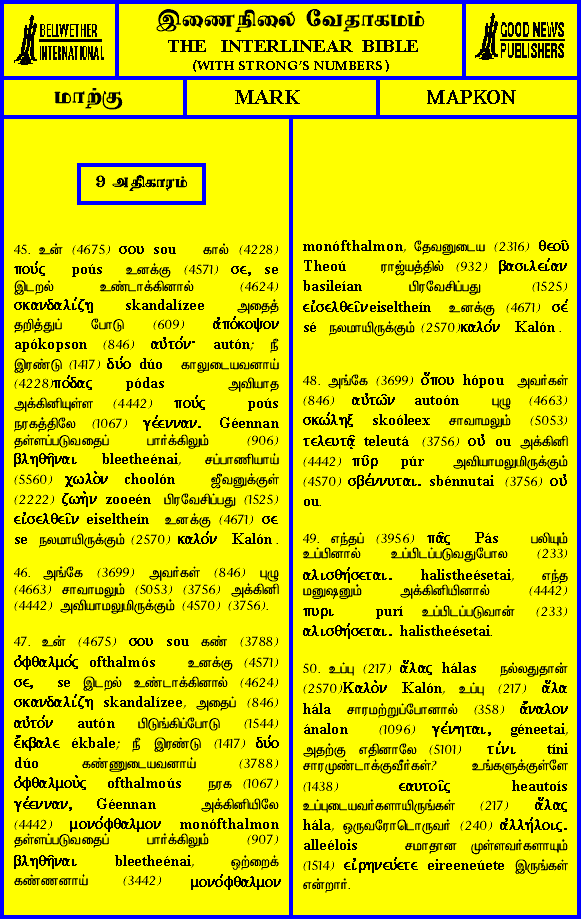 BELLWETHER
INTERNATIONAL
இணைநிலை வேதாகமம்
THE INTERLINEAR BIBLE
(WITH STRONG'S NUMBERS)
GOOD NEWS
PUBLISHERS
மாற்கு
MARK
MAPKON
9 அதிகாரம்
45. உன் (4675) σου sou கால் (4228)
πούς poús உனக்கு (4571) σε, se
இடறல் உண்டாக்கினால் (4624)
σκανδαλίζῃ skandalízee அதைத்
தறித்துப் போடு (609) ἀπόκοψον
apókopson (846) αὐτόν· autón; நீ
இரண்டு (1417) δύο dúo காலுடையவனாய்
(4228)πόδας pódas அவியாத
அக்கினியுள்ள (4442) πούς poús
நரகத்திலே (1067) γέενναν. Géennan
தள்ளப்படுவதைப் பார்க்கிலும் (906)
βληθῆναι bleetheénai, சப்பாணியாய்
(5560) χωλὸν choolón ஜீவனுக்குள்
(2222) ζωὴν zooeén பிரவேசிப்பது (1525)
εἰσελθεῖν eiseltheín உனக்கு (4671) σε
se நலமாயிருக்கும் (2570) καλόν Kalón .
46. அங்கே (3699) அவர்கள் (846) புழு
(4663) சாவாமலும் (5053) (3756) அக்கினி
(4442) அவியாமலுமிருக்கும் (4570) (3756).
47. உன் (4675) σου sou கண் (3788)
ὀφθαλμός ofthalmós உனக்கு (4571)
σε, se இடறல் உண்டாக்கினால் (4624)
σκανδαλίζῃ skandalízee, அதைப் (846)
αὐτόν autón பிடுங்கிப்போடு (1544)
ἔκβαλε ékbale; நீ இரண்டு (1417) δύο
dúo கண்ணுடையவனாய் (3788)
ὀφθαλμοὺς ofthalmoús நரக (1067)
γέενναν, Géennan அக்கினியிலே
(4442) μονόφθαλμον monófthalmon
தள்ளப்படுவதைப் பார்க்கிலும் (907)
βληθῆναι bleetheénai, ஒற்றைக்
கண்ணனாய் (3442) μονόφθαλμον
monófthalmon, தேவனுடைய (2316) θεοῦ
Theoú ராஜ்யத்தில் (932) βασιλείαν
basileían பிரவேசிப்பது (1525)
εἰσελθεῖνeiseltheín உனக்கு (4671) σέ
sé நலமாயிருக்கும் (2570)καλόν Kalón .
48. அங்கே (3699) ὅπου hópou அவர்கள்
(846) αὐτῶν autoón புழு (4663)
σκώληξ skoóleex சாவாமலும் (5053)
τελευτᾷ teleutá (3756) οὐ ou அக்கினி
(4442) πῦρ púr அவியாமலுமிருக்கும்
(4570) σβέννυται. sbénnutai (3756) οὐ
ou.
49. எந்தப் (3956) πᾶς Pás பலியும்
உப்பினால் உப்பிடப்படுவதுபோல (233)
ἁλισθήσεται. halistheésetai, எந்த
மனுஷனும் அக்கினியினால் (4442)
πυρι purí உப்பிடப்படுவான் (233)
ἁλισθήσεται. halistheésetai.
50. உப்பு (217) ἅλας hálas நல்லதுதான்
(2570)Καλὸν Kalón, உப்பு (217) ἅλα
hála சாரமற்றுப்போனால் (358) ἄναλον
ánalon (1096) γένηται, géneetai,
அதற்கு எதினாலே (5101) τίνι tíni
சாரமுண்டாக்குவீர்கள்? உங்களுக்குள்ளே
(1438) εαυτοῖς heautoís
உப்புடையவர்களாயிருங்கள் (217) ἅλας
hála, ஒருவரோடொருவர் (240) ἀλλήλοις.
alleélois சமாதான முள்ளவர்களாயும்
(1514) εἰρηνεύετε eireeneúete இருங்கள்
என்றார்.